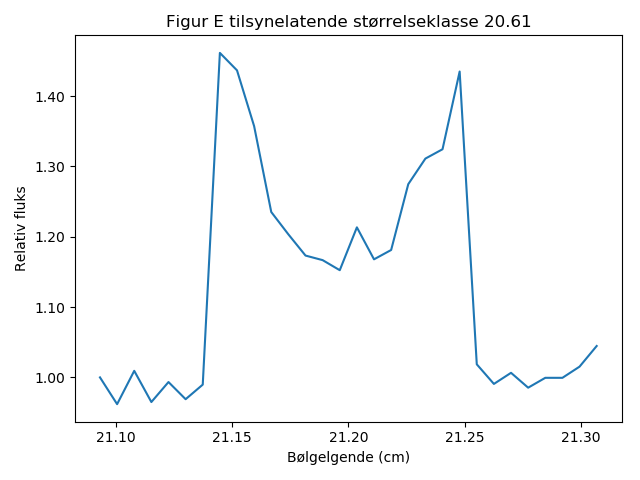 Figur E tilsynelatende størrelseklasse 20.61
Relativ fluks
1.40
1.30
1.20
1.10
1.00
21.10 21.15 21.20 21.25 21.30
Bølgelgende (cm)